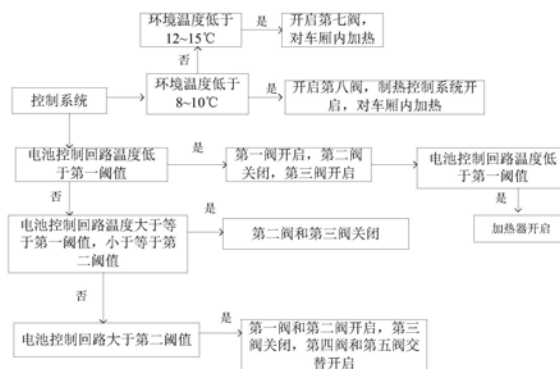 环境温度低于
12~15℃
是
开启第七阀,
对车厢内加热
否
控制系统
环境温度低于
8~10℃
是
开启第八阀，制热控制系统开
启，对车厢内加热
电池控制回路温度低
于第一阈值
是
第一阀开启，第二阀
关闭，第三阀开启
电池控制回路温度低
于第一阈值
否
是
加热器开启
电池控制回路温度大于等
于第一阈值，小于等于第
二阈值
是
第二阀和第三阀关闭
否
电池控制回路大于第二阈值
是
第一阀和第二阀开启，第三
阀关闭，第四阀和第五阀交
替开启